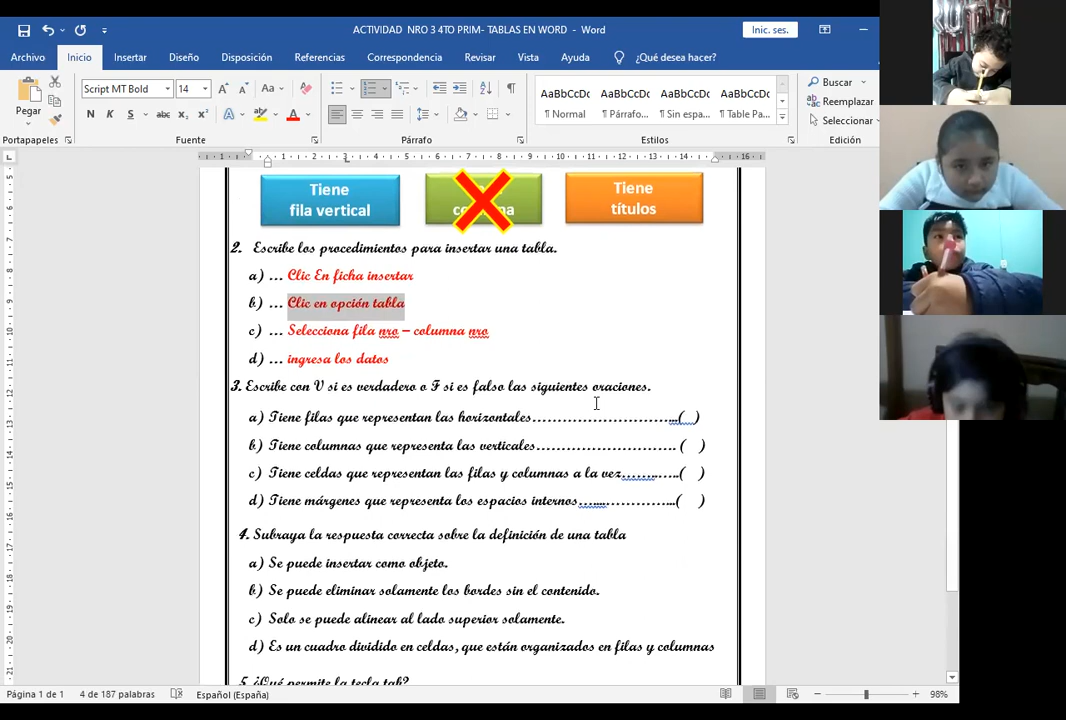 ACTIVIDAD NRO 3 4TO PRIM- TABLAS EN WORD - Word
Inic. ses.
Archivo Inicio Insertar Diseño Disposición Referencias Correspondencia Revisar Vista Ayuda ¿Qué desea hacer?
Pegar
Script MT Bold 14
N K S abc x₂ x²
AaBbCcDc AaBbCcDc AaBbCcDc AaBbCcDc
¶ Normal ¶ Párrafo... ¶ Sin espa... ¶ Table Pa...
Buscar
Reemplazar
Seleccionar
Portapapeles Fuente Párrafo Estilos Edición
Tiene
fila vertical
Tiene
títulos
2. Escribe los procedimientos para insertar una tabla.
a) ... Clic En ficha insertar
b) ... Clic en opción tabla
c) ... Selecciona fila nro – columna nro
d) ... ingresa los datos
3. Escribe con V si es verdadero o F si es falso las siguientes oraciones.
a) Tiene filas que representan las horizontales……………………………( )
b) Tiene columnas que representa las verticales……………………………. ( )
c) Tiene celdas que representan las filas y columnas a la vez……..…..( )
d) Tiene márgenes que representa los espacios internos…....…………...( )
4. Subraya la respuesta correcta sobre la definición de una tabla
a) Se puede insertar como objeto.
b) Se puede eliminar solamente los bordes sin el contenido.
c) Solo se puede alinear al lado superior solamente.
d) Es un cuadro dividido en celdas, que están organizados en filas y columnas
5. ¿Qué permite la tecla tab?
Página 1 de 1 4 de 187 palabras Español (España) 98%